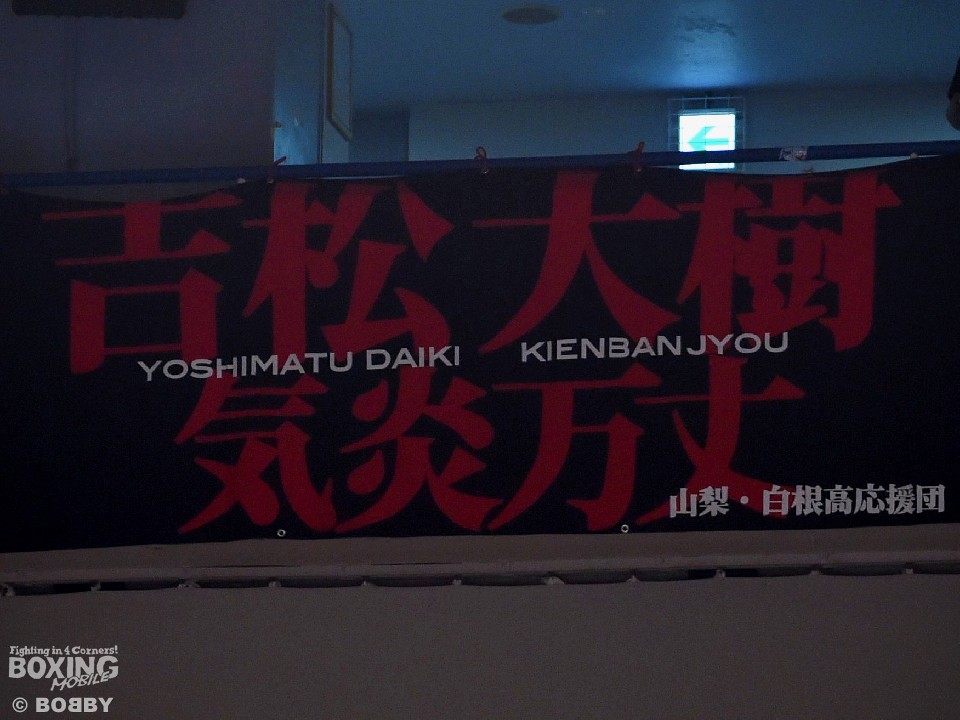 吉松大樹
YOSHIMATU DAIKI KIENBANJYOU
気炎万丈
山梨・白根高応援団
Fighting in 4 Corners!
BOXING
MOBILE
© BOBBY